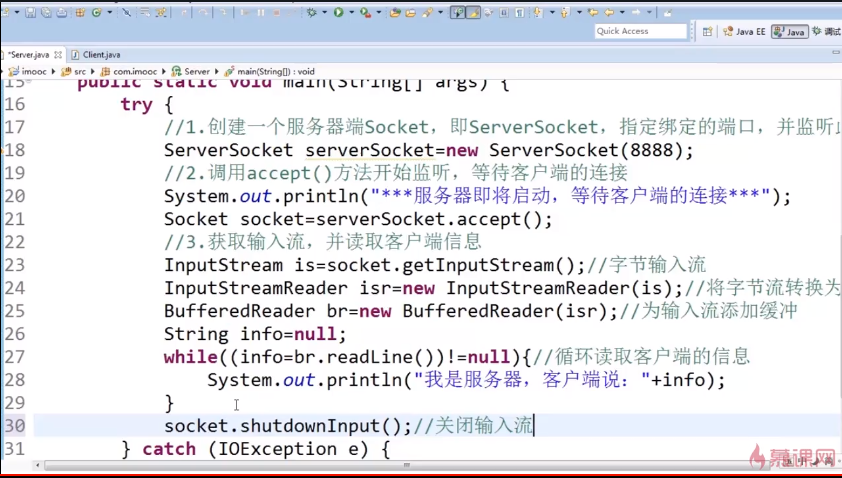 Quick Access
Java EE
Java
调试
*Server.java
Client.java
imooc
src
com.imooc
Server
main(String[]) : void
15 public static void main(String[] args) {
16 try {
17 //1.创建一个服务器端Socket，即ServerSocket，指定绑定的端口，并监听
18 ServerSocket serverSocket=new ServerSocket(8888);
19 //2.调用accept()方法开始监听，等待客户端的连接
20 System.out.println("***服务器即将启动，等待客户端的连接***");
21 Socket socket=serverSocket.accept();
22 //3.获取输入流，并读取客户端信息
23 InputStream is=socket.getInputStream();//字节输入流
24 InputStreamReader isr=new InputStreamReader(is);//将字节流转换为
25 BufferedReader br=new BufferedReader(isr);//为输入流添加缓冲
26 String info=null;
27 while((info=br.readLine())!=null){//循环读取客户端的信息
28 System.out.println("我是服务器，客户端说："+info);
29 }
30 socket.shutdownInput();//关闭输入流
31 } catch (IOException e) {
慕课网